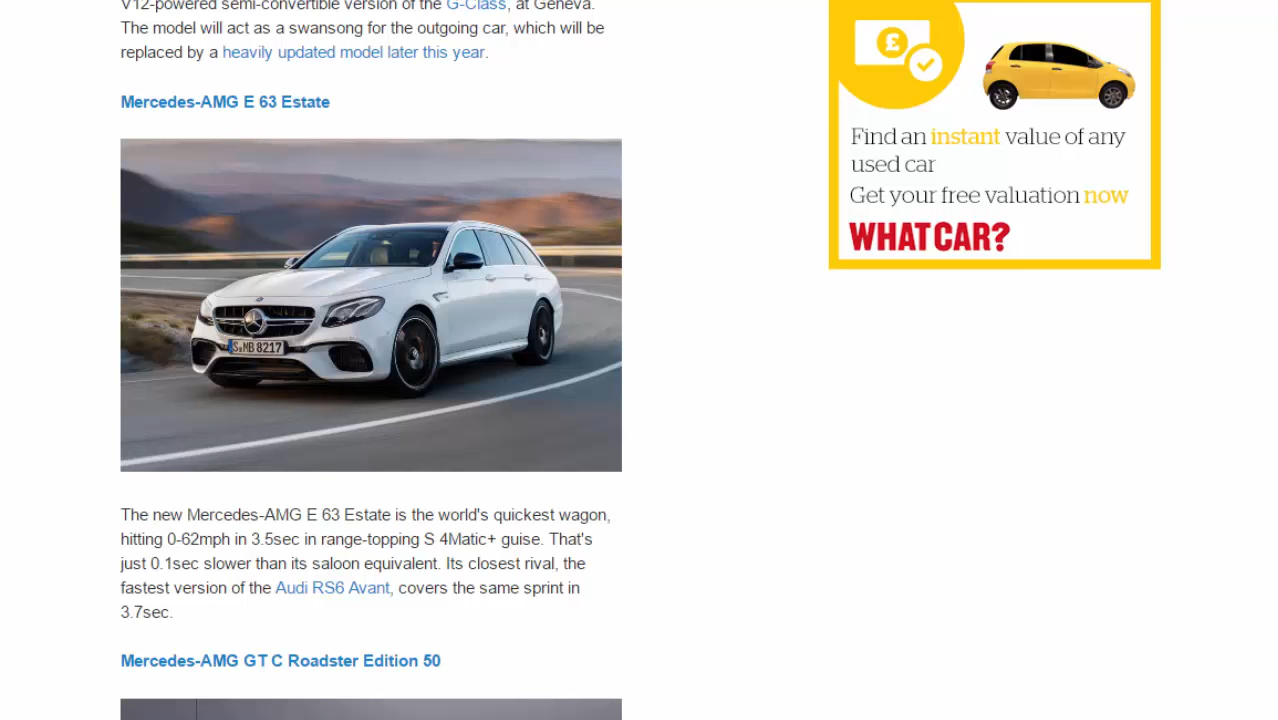 V12-powered semi-convertible version of the G-Class, at Geneva.
The model will act as a swansong for the outgoing car, which will be
replaced by a heavily updated model later this year.
Mercedes-AMG E 63 Estate
S MB 8217
The new Mercedes-AMG E 63 Estate is the world's quickest wagon,
hitting 0-62mph in 3.5sec in range-topping S 4Matic+ guise. That's
just 0.1sec slower than its saloon equivalent. Its closest rival, the
fastest version of the Audi RS6 Avant, covers the same sprint in
3.7sec.
Mercedes-AMG GT C Roadster Edition 50
£
Find an instant value of any
used car
Get your free valuation now
WHAT CAR?